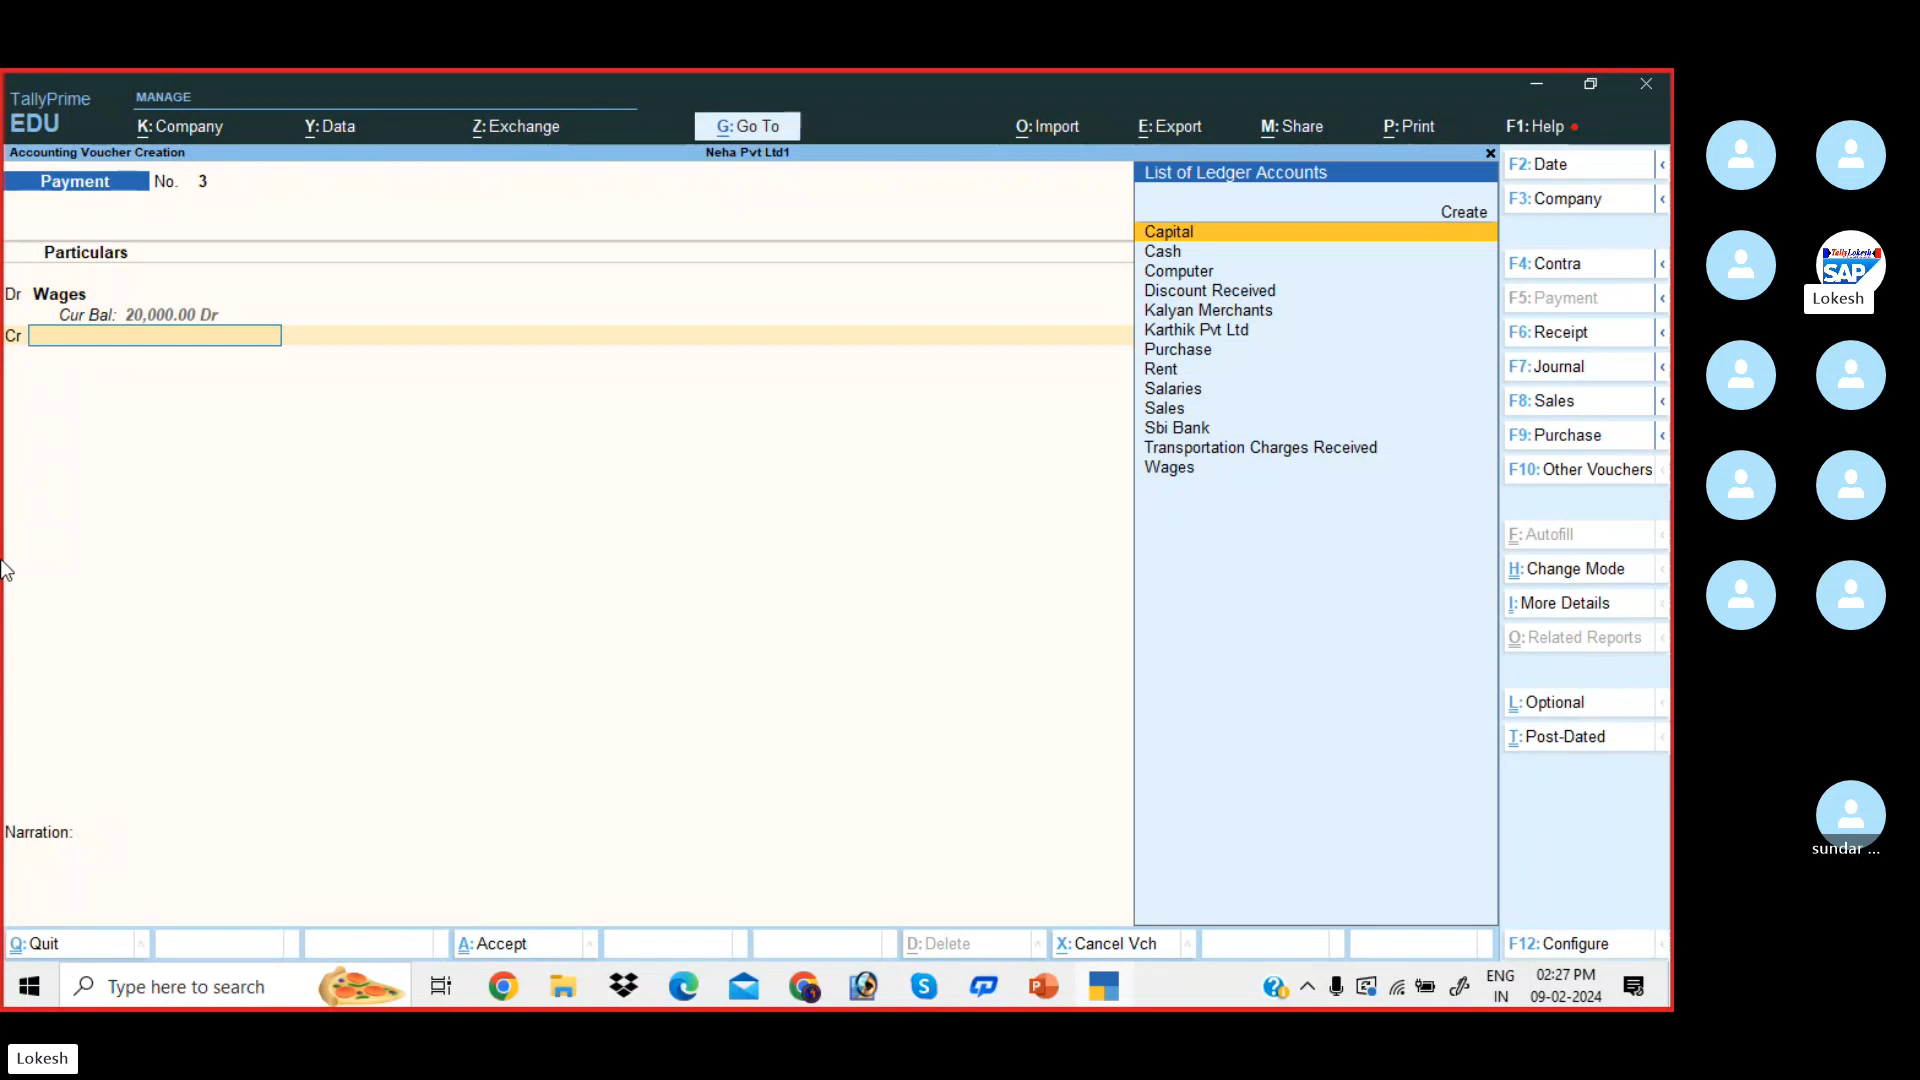 TallyPrime
EDU
MANAGE
K: Company
Y: Data
Z: Exchange
G: Go To
O: Import
E: Export
M: Share
P: Print
F1: Help
Accounting Voucher Creation
Neha Pvt Ltd1
Payment No. 3
Particulars
Dr Wages
Cur Bal: 20,000.00 Dr
Cr
Narration:
List of Ledger Accounts
Create
Capital
Cash
Computer
Discount Received
Kalyan Merchants
Karthik Pvt Ltd
Purchase
Rent
Salaries
Sales
Sbi Bank
Transportation Charges Received
Wages
F2: Date
F3: Company
F4: Contra
F5: Payment
F6: Receipt
F7: Journal
F8: Sales
F9: Purchase
F10: Other Vouchers
F: Autofill
H: Change Mode
I: More Details
O: Related Reports
L: Optional
T: Post-Dated
F12: Configure
Q: Quit
A: Accept
D: Delete
X: Cancel Vch
Type here to search
ENG
IN
02:27 PM
09-02-2024
TallyLokesh
SAP
Lokesh
sundar ...
Lokesh